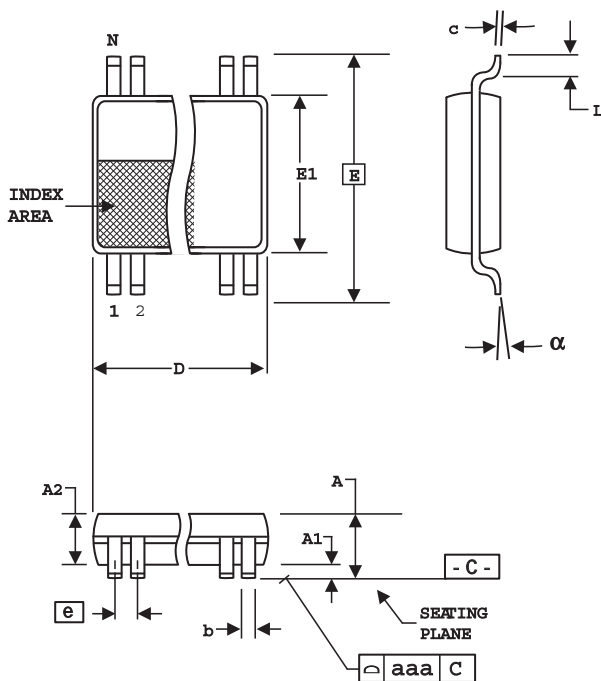 N
c
L
E1
E
INDEX
AREA
1 2
α
D
A2
A
A1
- C -
e
b
SEATING
PLANE
aaa C